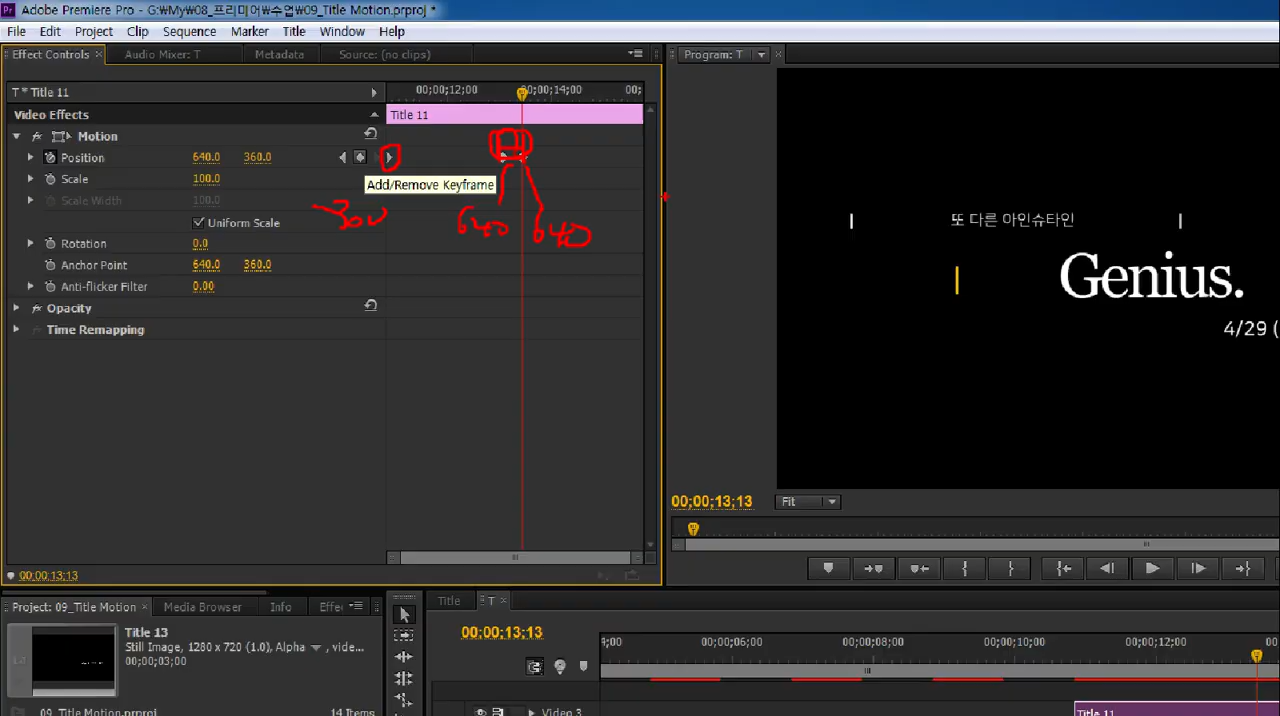 Adobe Premiere Pro - G:\My\08_프리미어\수업\09_Title Motion.prproj *
File Edit Project Clip Sequence Marker Title Window Help
Effect Controls × Audio Mixer: T Metadata Source: (no clips)
Program: T
T * Title 11
00;00;12;00 00;00;14;00 00;
Video Effects
Title 11
Motion
Position 640.0 360.0
Add/Remove Keyframe
Scale 100.0
Scale Width 100.0
-300
640 640
Uniform Scale
Rotation 0.0
Anchor Point 640.0 360.0
Anti-flicker Filter 0.00
Opacity
Time Remapping
또 다른 아인슈타인
Genius.
4/29 (
00;00;13;13 Fit
00;00;13;13
Project: 09_Title Motion × Media Browser Info Effe
Title 13
Still Image, 1280 x 720 (1.0), Alpha , vide...
00;00;03;00
09_Title Motion.prproj 14 Items
Title T ×
00;00;13;13
4;00 00;00;06;00 00;00;08;00 00;00;10;00 00;00;12;00
Video 3
Title 11